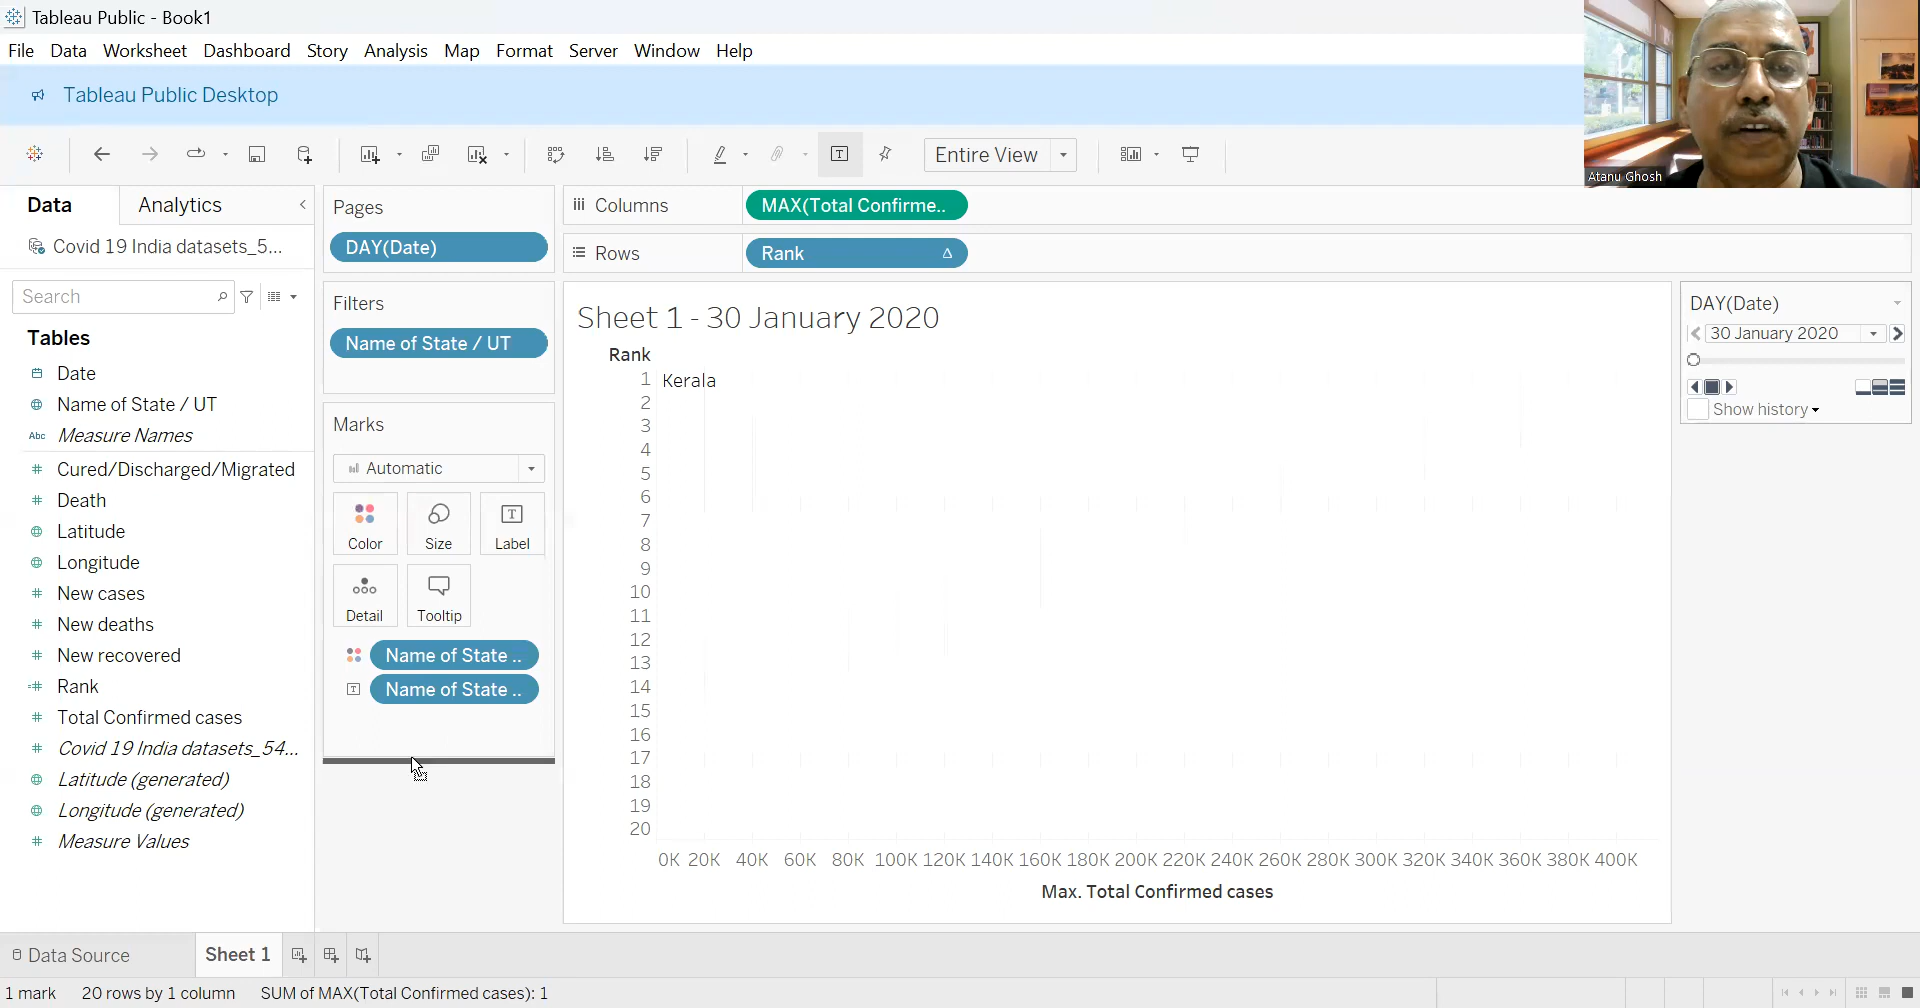 Tableau Public - Book1
File Data Worksheet Dashboard Story Analysis Map Format Server Window Help
Tableau Public Desktop
Entire View
Atanu Ghosh
Data Analytics
Covid 19 India datasets_5...
Search
Tables
Date
Name of State / UT
Abc Measure Names
Cured/Discharged/Migrated
Death
Latitude
Longitude
New cases
New deaths
New recovered
Rank
Total Confirmed cases
Covid 19 India datasets_54...
Latitude (generated)
Longitude (generated)
Measure Values
Pages
DAY(Date)
Filters
Name of State / UT
Marks
Automatic
Color Size Label
Detail Tooltip
Name of State ..
Name of State ..
Columns MAX(Total Confirme..
Rows Rank
Sheet 1 - 30 January 2020
Rank
1 Kerala
2
3
4
5
6
7
8
9
10
11
12
13
14
15
16
17
18
19
20
0K 20K 40K 60K 80K 100K 120K 140K 160K 180K 200K 220K 240K 260K 280K 300K 320K 340K 360K 380K 400K
Max. Total Confirmed cases
DAY(Date)
30 January 2020
Show history
Data Source Sheet 1
1 mark 20 rows by 1 column SUM of MAX(Total Confirmed cases): 1